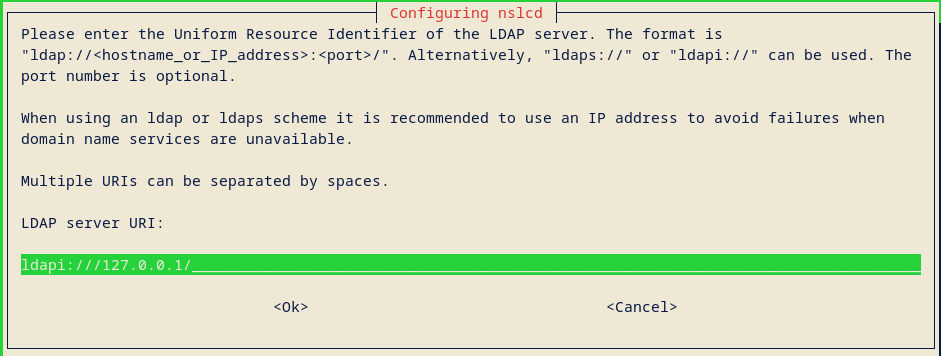 Configuring nslcd
Please enter the Uniform Resource Identifier of the LDAP server. The format is
"ldap://<hostname_or_IP_address>:<port>/". Alternatively, "ldaps://" or "ldapi://" can be used. The
port number is optional.
When using an ldap or ldaps scheme it is recommended to use an IP address to avoid failures when
domain name services are unavailable.
Multiple URIs can be separated by spaces.
LDAP server URI:
ldapi:///127.0.0.1/
<Ok> <Cancel>